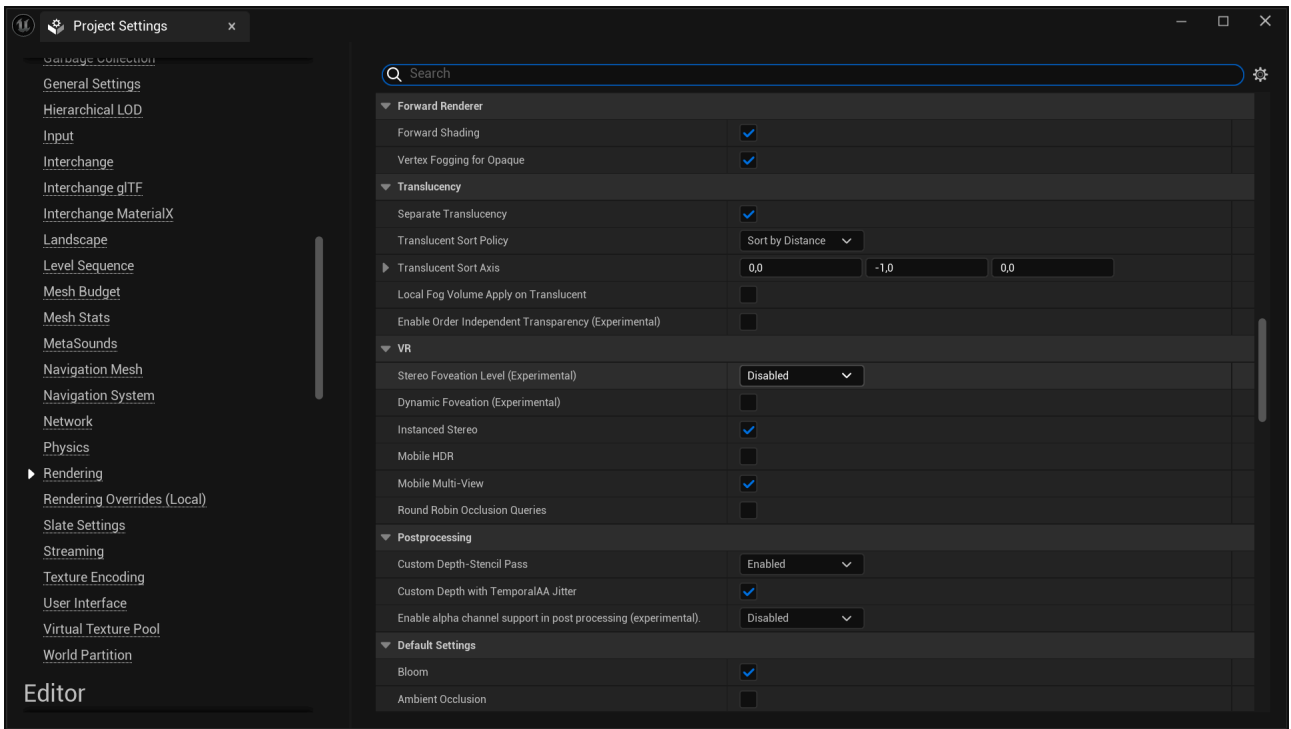 Project Settings
Garbage Collection
General Settings
Hierarchical LOD
Input
Interchange
Interchange glTF
Interchange MaterialX
Landscape
Level Sequence
Mesh Budget
Mesh Stats
MetaSounds
Navigation Mesh
Navigation System
Network
Physics
Rendering
Rendering Overrides (Local)
Slate Settings
Streaming
Texture Encoding
User Interface
Virtual Texture Pool
World Partition
Editor
Search
Forward Renderer
Forward Shading
Vertex Fogging for Opaque
Translucency
Separate Translucency
Translucent Sort Policy Sort by Distance
Translucent Sort Axis 0,0 -1,0 0,0
Local Fog Volume Apply on Translucent
Enable Order Independent Transparency (Experimental)
VR
Stereo Foveation Level (Experimental) Disabled
Dynamic Foveation (Experimental)
Instanced Stereo
Mobile HDR
Mobile Multi-View
Round Robin Occlusion Queries
Postprocessing
Custom Depth-Stencil Pass Enabled
Custom Depth with TemporalAA Jitter
Enable alpha channel support in post processing (experimental). Disabled
Default Settings
Bloom
Ambient Occlusion